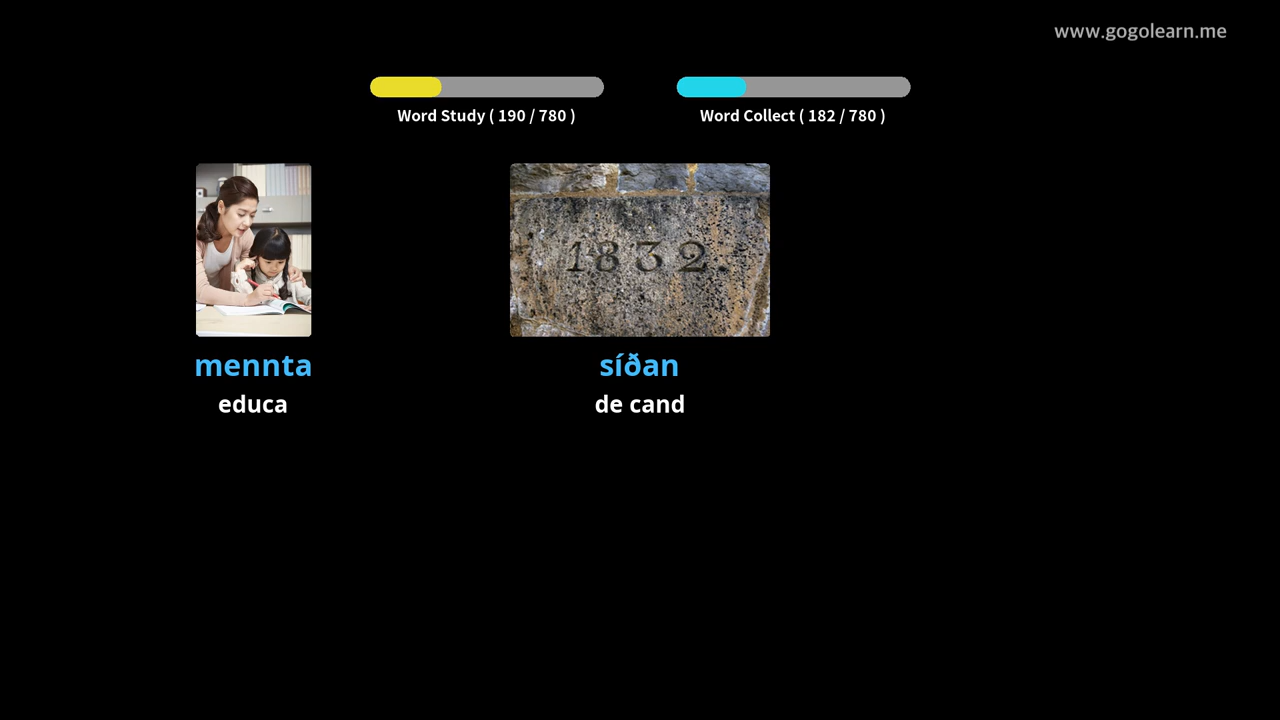 www.gogolearn.me
Word Study ( 190 / 780 )
Word Collect ( 182 / 780 )
1832
mennta
síðan
educa
de cand